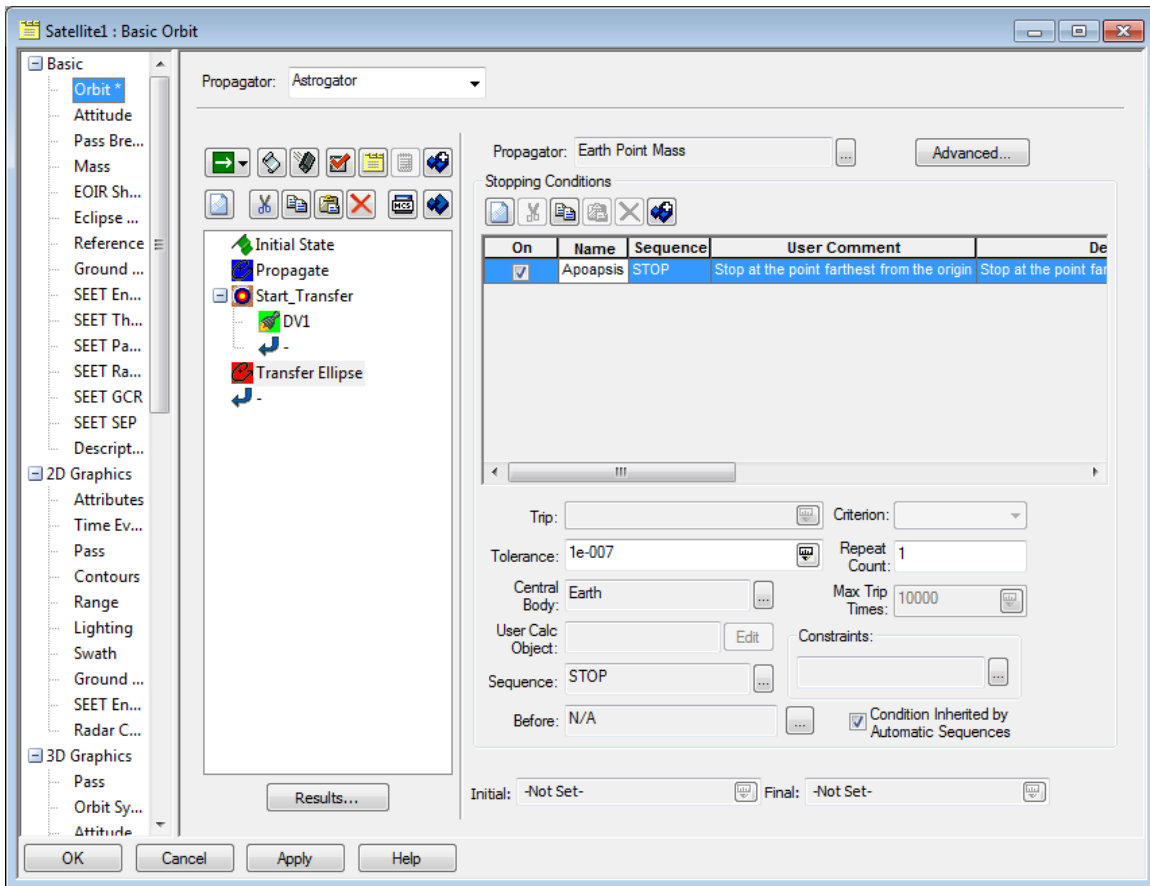 Satellite1 : Basic Orbit
Basic
Orbit *
Attitude
Pass Bre...
Mass
EOIR Sh...
Eclipse ...
Reference
Ground ...
SEET En...
SEET Th...
SEET Pa...
SEET Ra...
SEET GCR
SEET SEP
Descript...
2D Graphics
Attributes
Time Ev...
Pass
Contours
Range
Lighting
Swath
Ground ...
SEET En...
Radar C...
3D Graphics
Pass
Orbit Sy...
Attitude
Propagator: Astrogator
MCS
Initial State
Propagate
Start_Transfer
DV1
-
Transfer Ellipse
-
Results...
Propagator: Earth Point Mass ... Advanced...
Stopping Conditions
On Name Sequence User Comment De
Apoapsis STOP Stop at the point farthest from the origin Stop at the point far
Trip: Criterion:
Tolerance: 1e-007 Repeat Count: 1
Central Body: Earth ... Max Trip Times: 10000
User Calc Object: Edit Constraints:
...
Sequence: STOP ...
Before: N/A ... Condition Inherited by
Automatic Sequences
Initial: -Not Set- Final: -Not Set-
OK Cancel Apply Help